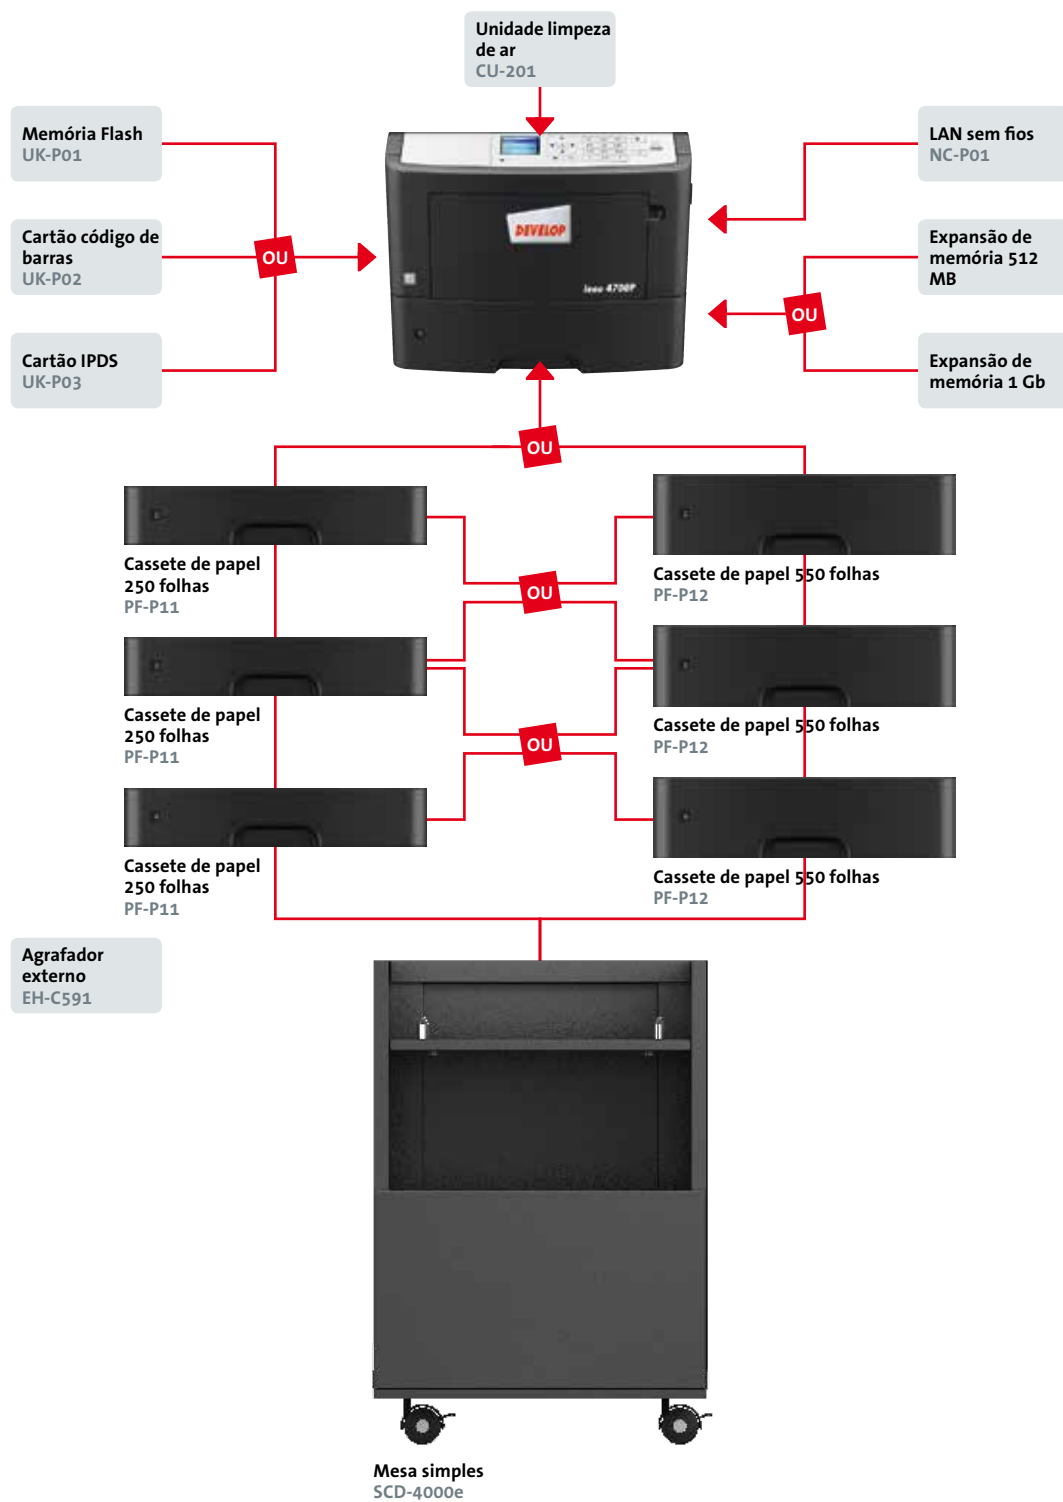 Unidade limpeza
de ar
CU-201
Memória Flash
UK-P01
LAN sem fios
NC-P01
Cartão código de
barras
UK-P02
OU
DEVELOP
Expansão de
memória 512
MB
ineo 4700P
OU
Cartão IPDS
UK-P03
Expansão de
memória 1 Gb
OU
Cassete de papel
250 folhas
PF-P11
Cassete de papel 550 folhas
PF-P12
OU
Cassete de papel
250 folhas
PF-P11
Cassete de papel 550 folhas
PF-P12
OU
Cassete de papel
250 folhas
PF-P11
Cassete de papel 550 folhas
PF-P12
Agrafador
externo
EH-C591
Mesa simples
SCD-4000e